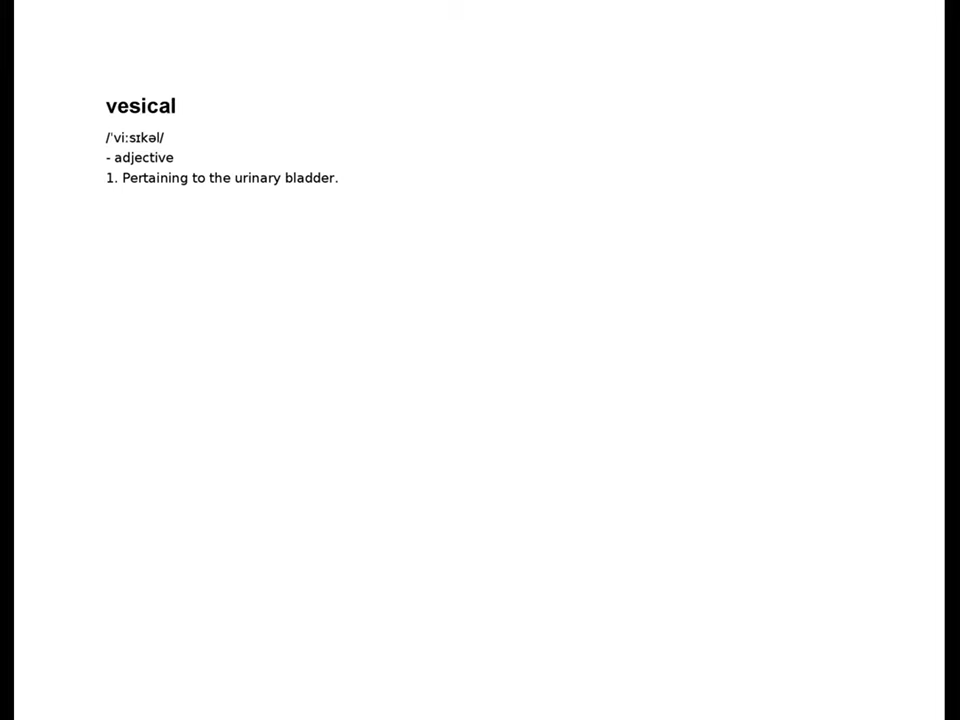 vesical
/ˈviːsɪkəl/
- adjective
1. Pertaining to the urinary bladder.